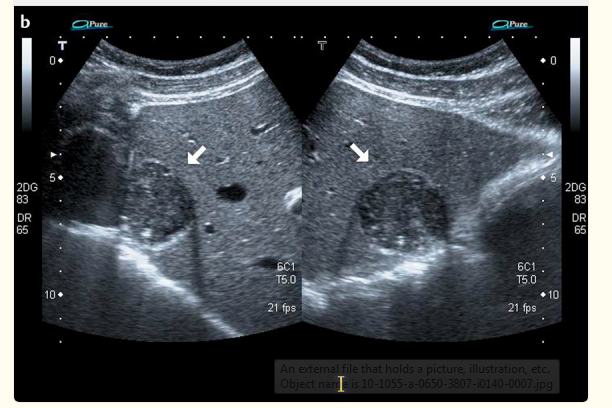 b
aPure
aPure
T
T
0
0
5
5
2DG
83
DR
65
2DG
83
DR
65
6C1
T5.0
21 fps
6C1
T5.0
21 fps
10
10
An external file that holds a picture, illustration, etc.
Object name is 10-1055-a-0650-3807-i0140-0007.jpg